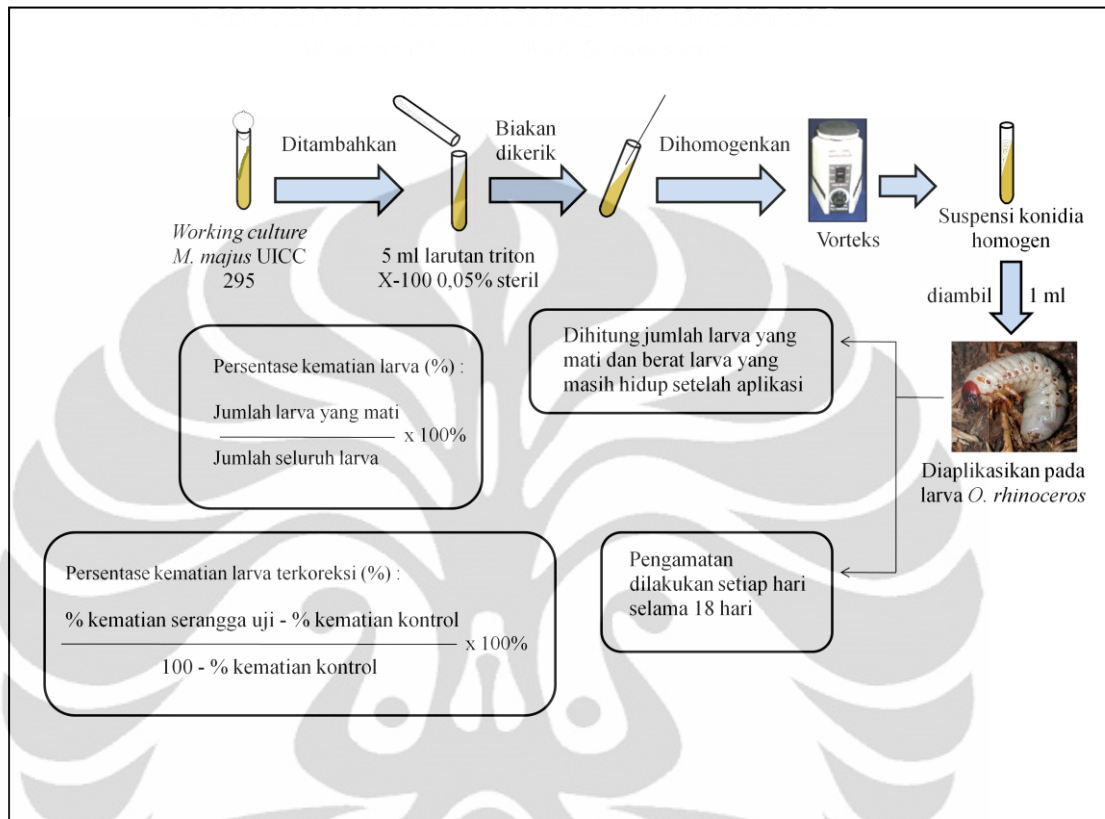 Ditambahkan
Biakan
dikerik
Dihomogenkan
Working culture
M. majus UICC
295
5 ml larutan triton
X-100 0,05% steril
Vorteks
Suspensi konidia
homogen
diambil 1 ml
Diaplikasikan pada
larva O. rhinoceros
Dihitung jumlah larva yang
mati dan berat larva yang
masih hidup setelah aplikasi
Pengamatan
dilakukan setiap hari
selama 18 hari
Persentase kematian larva (%) :
Jumlah larva yang mati
x 100%
Jumlah seluruh larva
Persentase kematian larva terkoreksi (%) :
% kematian serangga uji - % kematian kontrol
x 100%
100 - % kematian kontrol